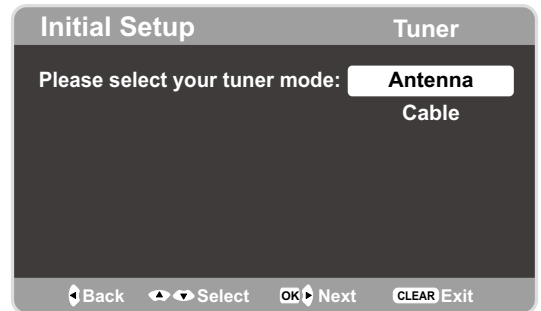 Initial Setup Tuner
Please select your tuner mode: Antenna
Cable
Back Select OK Next CLEAR Exit